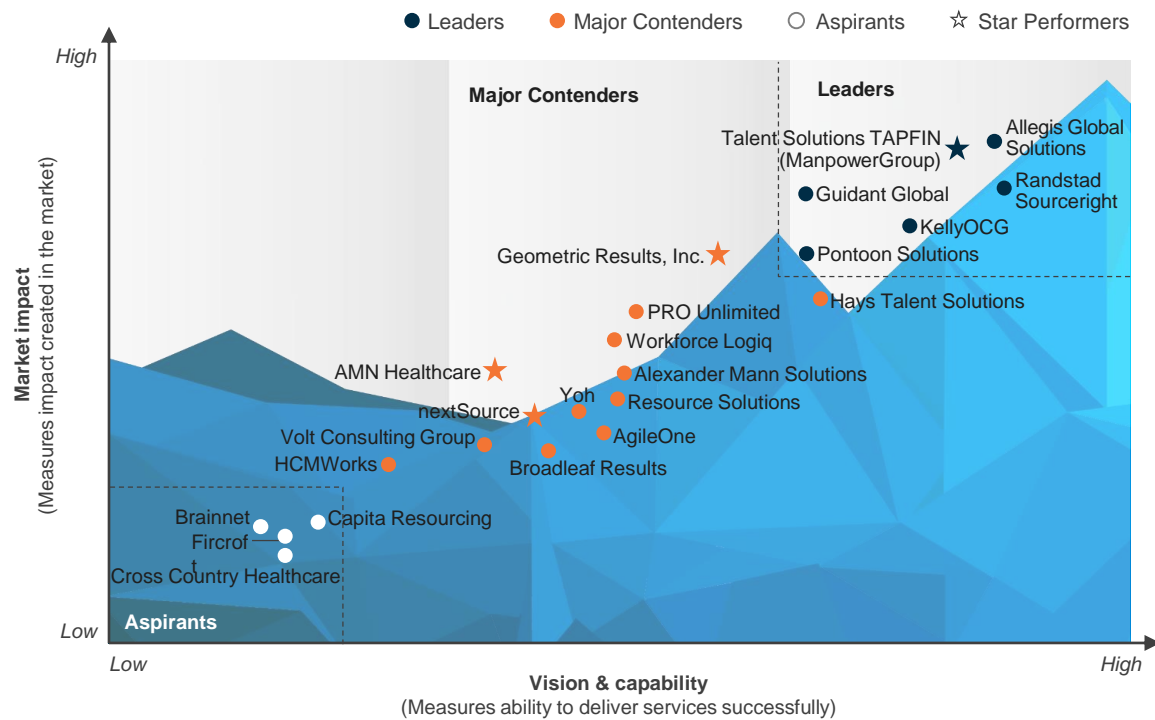 Leaders
Major Contenders
Aspirants
Star Performers
High
Major Contenders
Leaders
Talent Solutions TAPFIN
(ManpowerGroup)
Allegis Global
Solutions
Guidant Global
Randstad
Sourceright
KellyOCG
Geometric Results, Inc.
Pontoon Solutions
Hays Talent Solutions
PRO Unlimited
Workforce Logiq
AMN Healthcare
Alexander Mann Solutions
Yoh
Resource Solutions
nextSource
Volt Consulting Group
AgileOne
HCMWorks
Broadleaf Results
Brainnet
Capita Resourcing
Fircrof
t
Cross Country Healthcare
Aspirants
Market impact
(Measures impact created in the market)
Low
Low
High
Vision & capability
(Measures ability to deliver services successfully)